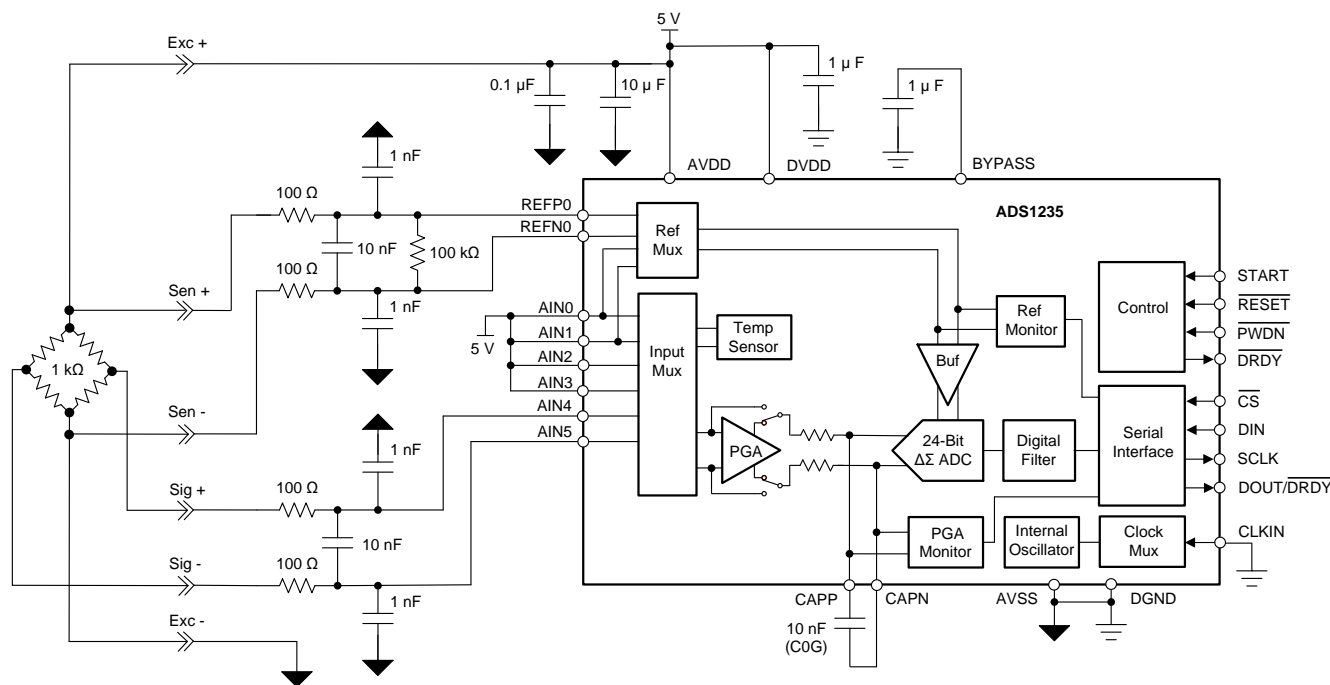 5 V
Exc +
0.1 µF
10 µ F
1 µ F
1 µ F
AVDD
DVDD
BYPASS
1 nF
ADS1235
100 Ω
REFP0
REFN0
Ref
Mux
10 nF
100 kΩ
100 Ω
Sen +
1 nF
START
RESET
PWDN
DRDY
Control
Ref
Monitor
AIN0
AIN1
AIN2
AIN3
AIN4
AIN5
5 V
Input
Mux
Temp
Sensor
Buf
1 kΩ
Sen -
CS
DIN
SCLK
DOUT/DRDY
Serial
Interface
PGA
24-Bit
ΔΣ ADC
Digital
Filter
1 nF
100 Ω
Sig +
10 nF
100 Ω
Sig -
1 nF
PGA
Monitor
Internal
Oscillator
Clock
Mux
CLKIN
Exc -
CAPP
CAPN
AVSS
DGND
10 nF
(C0G)